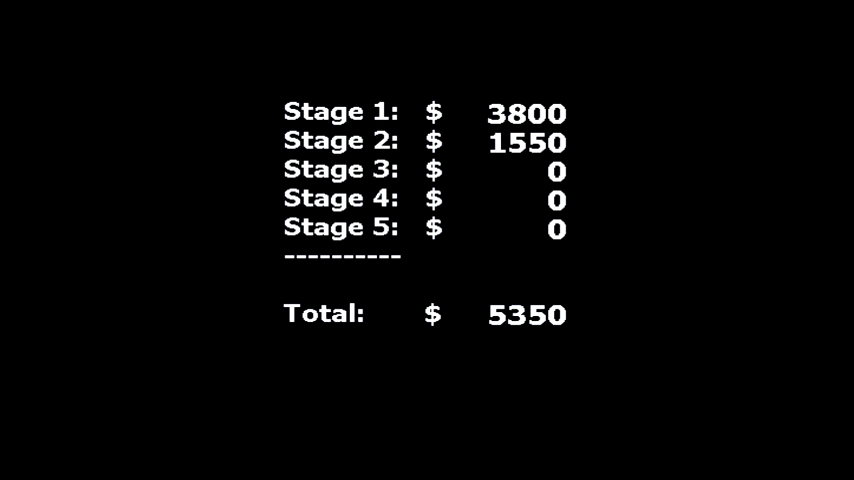 Stage 1: $ 3800
Stage 2: $ 1550
Stage 3: $ 0
Stage 4: $ 0
Stage 5: $ 0
----------
Total: $ 5350